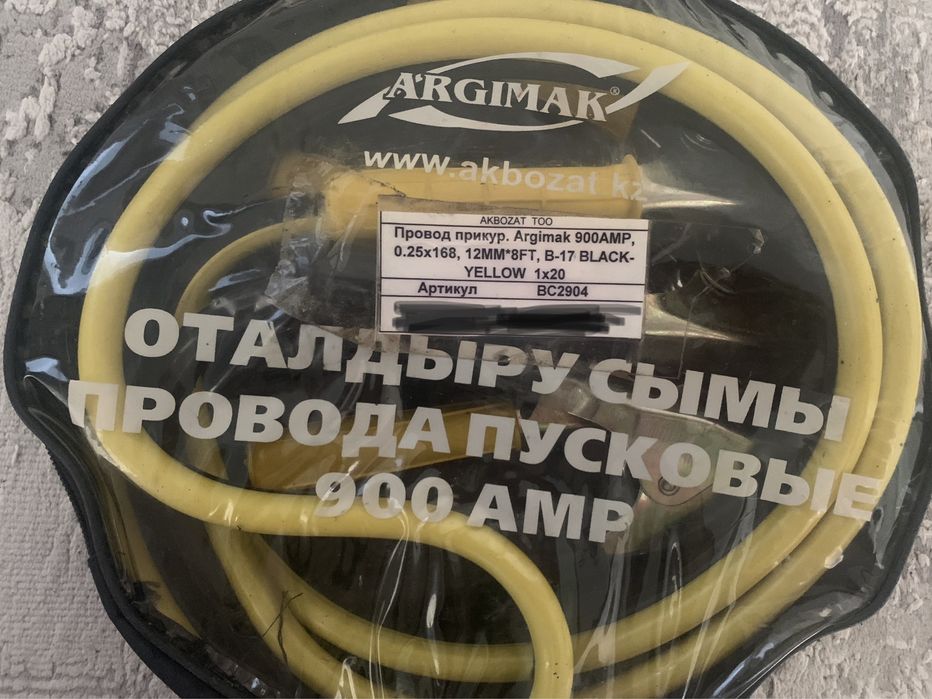 ARGIMAK®
www.akbozat.kz
AKBOZAT TOO
Провод прикур. Argimak 900AMP,
0.25x168, 12MM*8FT, B-17 BLACK-
YELLOW 1x20
Артикул BC2904
ОТАЛДЫРУ СЫМЫ
ПРОВОДА ПУСКОВЫЕ
900 AMP